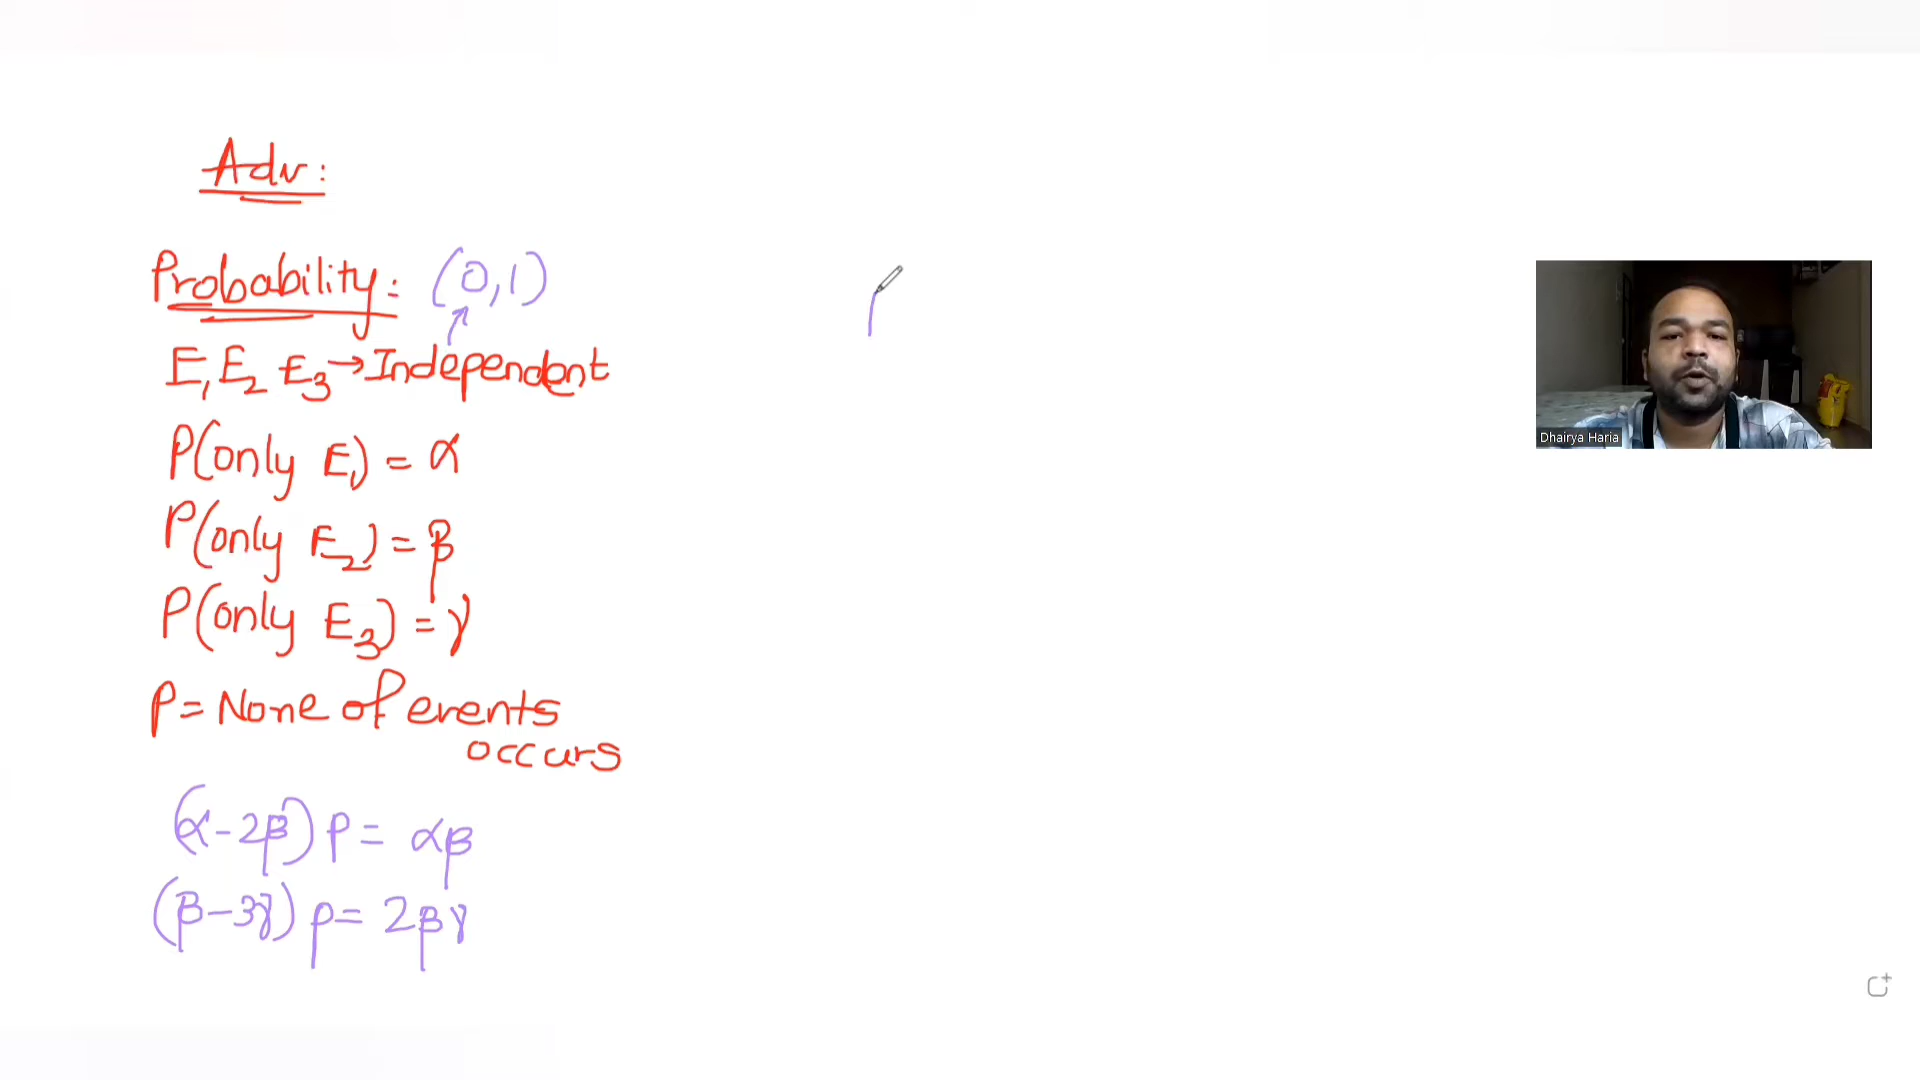 Adv:
Probability: (0,1)
E1, E2 E3 → Independent
P(only E1) = α
P(only E2) = β
P(only E3) = γ
P = None of events
occurs
(α - 2β) P = αβ
(β - 3γ) p = 2βγ
Dhairya Haria